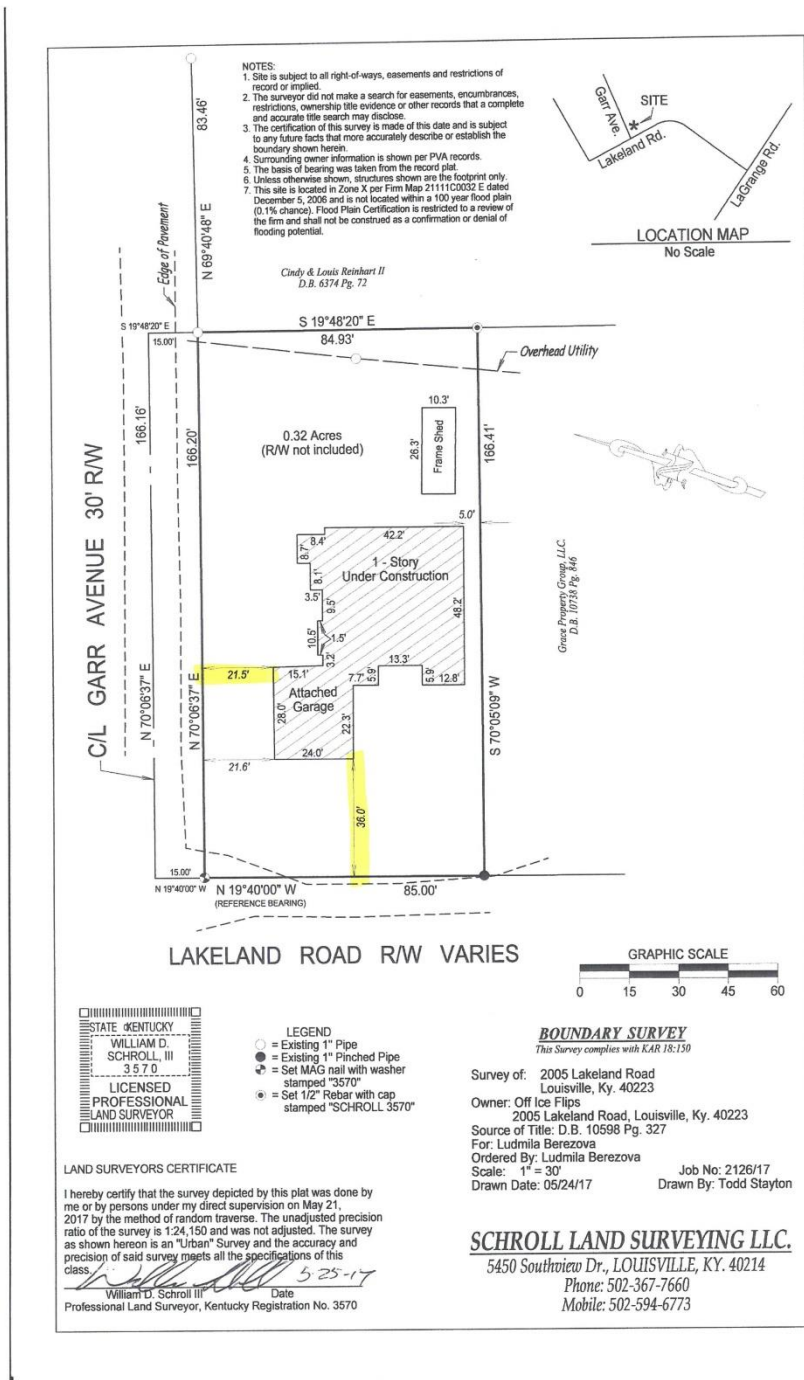 NOTES:
1. Site is subject to all right-of-ways, easements and restrictions of
record or implied.
2. The surveyor did not make a search for easements, encumbrances,
restrictions, ownership title evidence or other records that a complete
and accurate title search may disclose.
3. The certification of this survey is made of this date and is subject
to any future facts that more accurately describe or establish the
boundary shown herein.
4. Surrounding owner information is shown per PVA records.
5. The basis of bearing was taken from the record plat.
6. Unless otherwise shown, structures shown are the footprint only.
7. This site is located in Zone X per Firm Map 21111C0032 E dated
December 5, 2006 and is not located within a 100 year flood plain
(0.1% chance). Flood Plain Certification is restricted to a review of
the firm and shall not be construed as a confirmation or denial of
flooding potential.
Garr Ave.
SITE
*
Lakeland Rd.
LaGrange Rd.
LOCATION MAP
No Scale
83.46'
N 69°40'48" E
Edge of Pavement
Cindy & Louis Reinhart II
D.B. 6374 Pg. 72
S 19°48'20" E
15.00'
S 19°48'20" E
84.93'
Overhead Utility
166.16'
166.20'
0.32 Acres
(R/W not included)
10.3'
26.3'
Frame Shed
166.41'
5.0'
C/L GARR AVENUE 30' R/W
N 70°06'37" E
N 70°06'37" E
42.2'
8.4'
8.7'
8.1'
3.5'
9.5'
10.5'
1.5'
3.2'
1 - Story
Under Construction
48.2'
Grace Property Group, LLC.
D.B. 10738 Pg. 846
21.5'
15.1'
13.3'
7.7'
5.9'
5.9'
12.8'
Attached
Garage
28.0'
22.3'
24.0'
21.6'
36.0'
S 70°05'09" W
15.00'
N 19°40'00" W
N 19°40'00" W
85.00'
(REFERENCE BEARING)
LAKELAND ROAD R/W VARIES
GRAPHIC SCALE
0 15 30 45 60
STATE of KENTUCKY
WILLIAM D.
SCHROLL, III
3570
LICENSED
PROFESSIONAL
LAND SURVEYOR
LEGEND
= Existing 1" Pipe
= Existing 1" Pinched Pipe
= Set MAG nail with washer
stamped "3570"
= Set 1/2" Rebar with cap
stamped "SCHROLL 3570"
BOUNDARY SURVEY
This Survey complies with KAR 18:150
Survey of: 2005 Lakeland Road
Louisville, Ky. 40223
Owner: Off Ice Flips
2005 Lakeland Road, Louisville, Ky. 40223
Source of Title: D.B. 10598 Pg. 327
For: Ludmila Berezova
Ordered By: Ludmila Berezova
Scale: 1" = 30' Job No: 2126/17
Drawn Date: 05/24/17 Drawn By: Todd Stayton
LAND SURVEYORS CERTIFICATE
I hereby certify that the survey depicted by this plat was done by
me or by persons under my direct supervision on May 21,
2017 by the method of random traverse. The unadjusted precision
ratio of the survey is 1:24,150 and was not adjusted. The survey
as shown hereon is an "Urban" Survey and the accuracy and
precision of said survey meets all the specifications of this
class.
5-25-17
William D. Schroll III Date
Professional Land Surveyor, Kentucky Registration No. 3570
SCHROLL LAND SURVEYING LLC.
5450 Southview Dr., LOUISVILLE, KY. 40214
Phone: 502-367-7660
Mobile: 502-594-6773